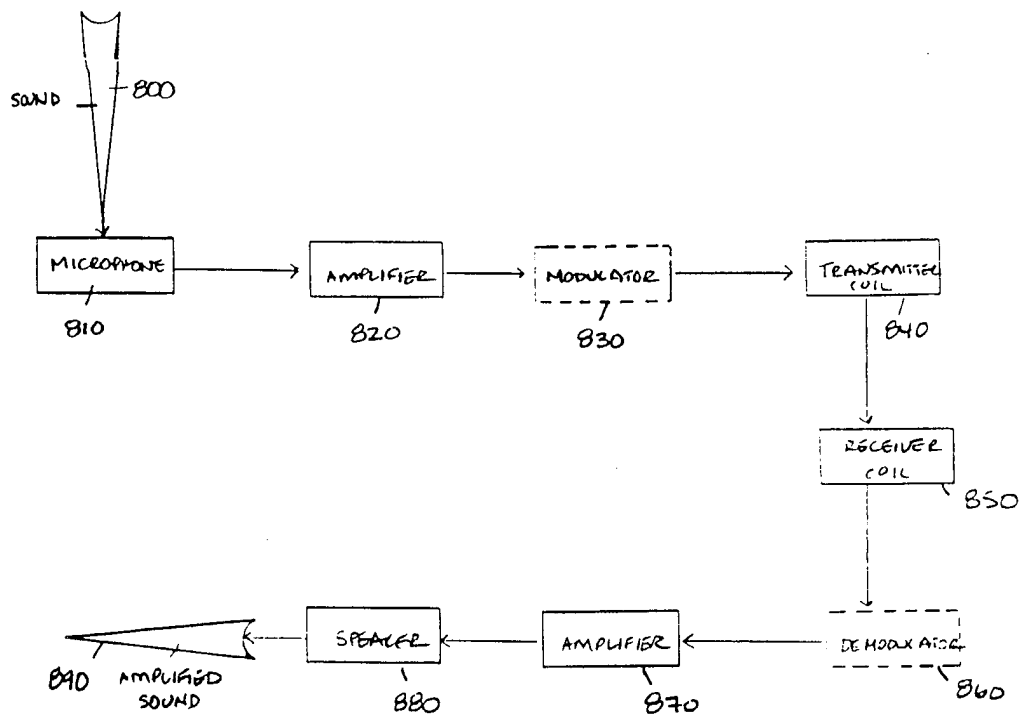 SOUND
800
MICROPHONE
810
AMPLIFIER
820
MODULATOR
830
TRANSMITTER
COIL
840
RECEIVER
COIL
850
DEMODULATOR
860
AMPLIFIER
870
SPEAKER
880
890
AMPLIFIED
SOUND